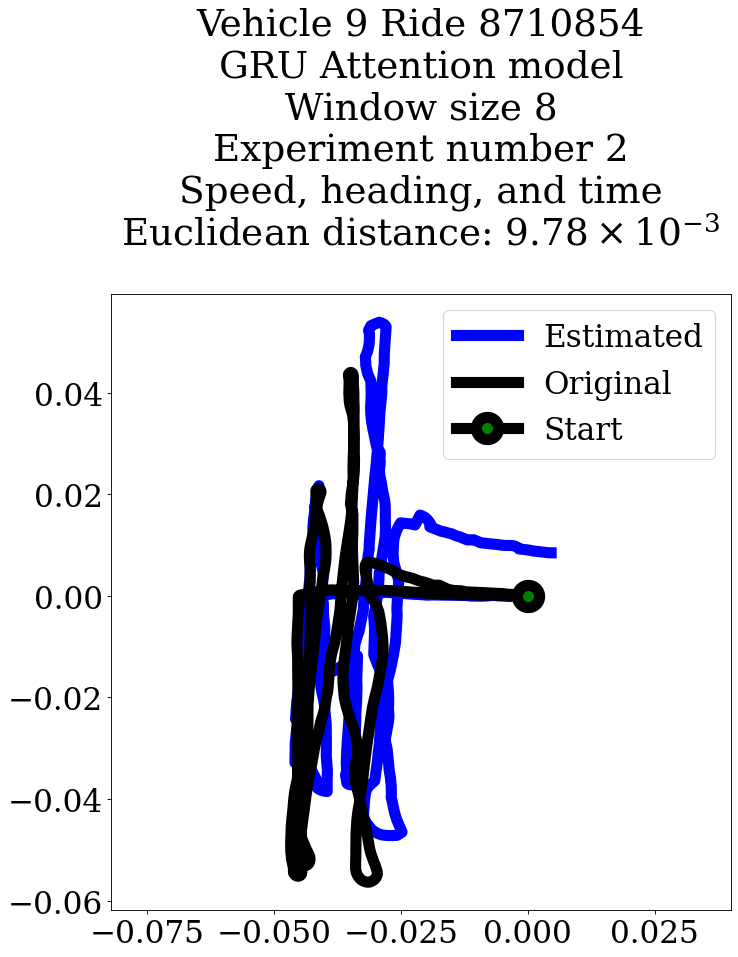 Vehicle 9 Ride 8710854
GRU Attention model
Window size 8
Experiment number 2
Speed, heading, and time
Euclidean distance: 9.78 × 10⁻³
Estimated
Original
Start
0.04
0.02
0.00
−0.02
−0.04
−0.06
−0.075 −0.050 −0.025 0.000 0.025